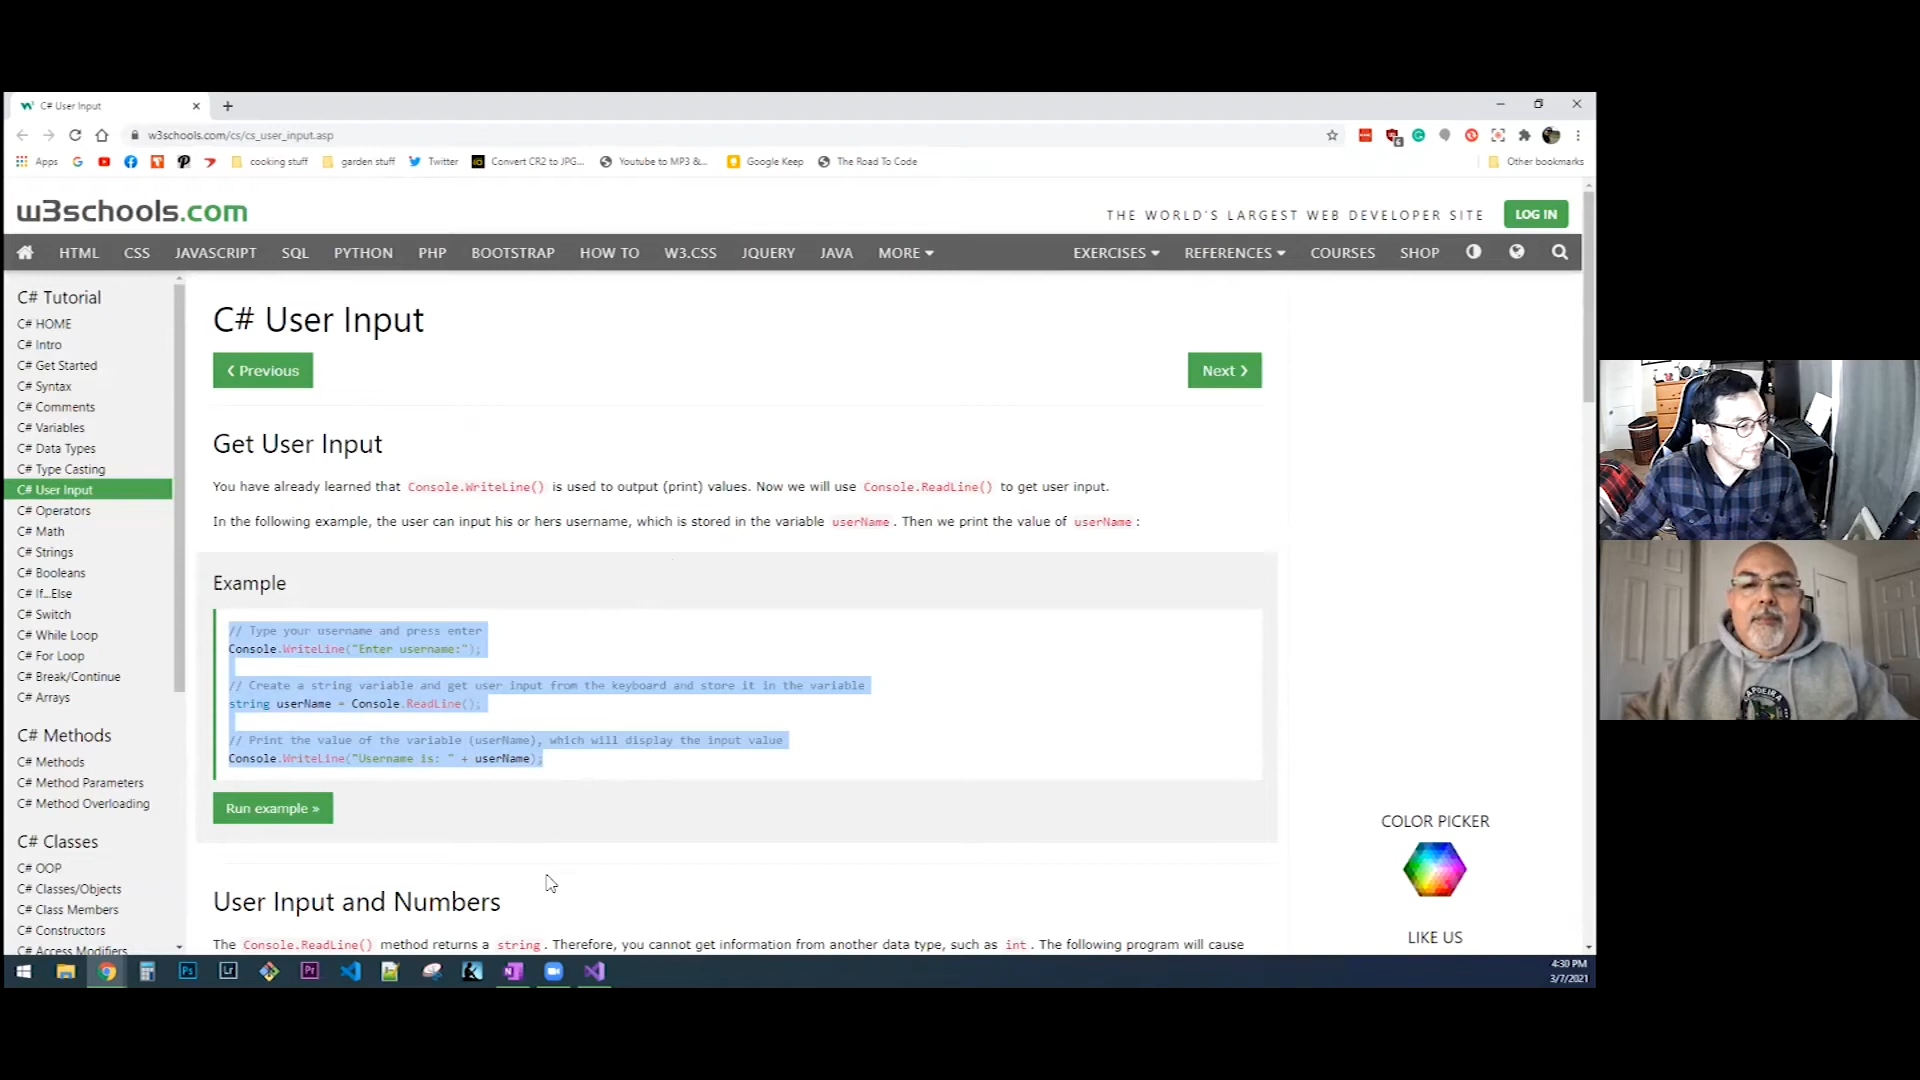 C# User Input
w3schools.com/cs/cs_user_input.asp
Apps
cooking stuff
garden stuff
Twitter
Convert CR2 to JPG...
Youtube to MP3 &...
Google Keep
The Road To Code
Other bookmarks
w3schools.com
THE WORLD'S LARGEST WEB DEVELOPER SITE
LOG IN
HTML CSS JAVASCRIPT SQL PYTHON PHP BOOTSTRAP HOW TO W3.CSS JQUERY JAVA MORE EXERCISES REFERENCES COURSES SHOP
C# Tutorial
C# HOME
C# Intro
C# Get Started
C# Syntax
C# Comments
C# Variables
C# Data Types
C# Type Casting
C# User Input
C# Operators
C# Math
C# Strings
C# Booleans
C# If...Else
C# Switch
C# While Loop
C# For Loop
C# Break/Continue
C# Arrays
C# Methods
C# Methods
C# Method Parameters
C# Method Overloading
C# Classes
C# OOP
C# Classes/Objects
C# Class Members
C# Constructors
C# Access Modifiers
C# User Input
❮ Previous
Next ❯
Get User Input
You have already learned that Console.WriteLine() is used to output (print) values. Now we will use Console.ReadLine() to get user input.
In the following example, the user can input his or hers username, which is stored in the variable userName. Then we print the value of userName:
Example
// Type your username and press enter
Console.WriteLine("Enter username:");
// Create a string variable and get user input from the keyboard and store it in the variable
string userName = Console.ReadLine();
// Print the value of the variable (userName), which will display the input value
Console.WriteLine("Username is: " + userName);
Run example »
User Input and Numbers
The Console.ReadLine() method returns a string. Therefore, you cannot get information from another data type, such as int. The following program will cause
COLOR PICKER
LIKE US
Ps
Lr
Pr
4:30 PM
3/7/2021
CAPOEIRA